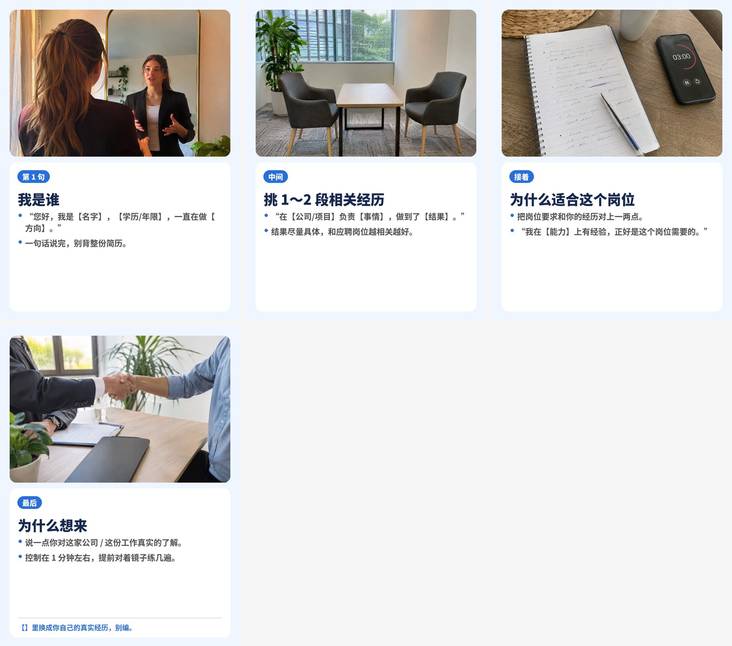 第 1 句
我是谁
“您好，我是【名字】，【学历/年限】，一直在做【
方向】。”
一句话说完，别背整份简历。
中间
挑 1～2 段相关经历
“在【公司/项目】负责【事情】，做到了【结果】。”
结果尽量具体，和应聘岗位越相关越好。
03:00
接着
为什么适合这个岗位
把岗位要求和你的经历对上一两点。
“我在【能力】上有经验，正好是这个岗位需要的。”
最后
为什么想来
说一点你对这家公司 / 这份工作真实的了解。
控制在 1 分钟左右，提前对着镜子练几遍。
【】里换成你自己的真实经历，别编。